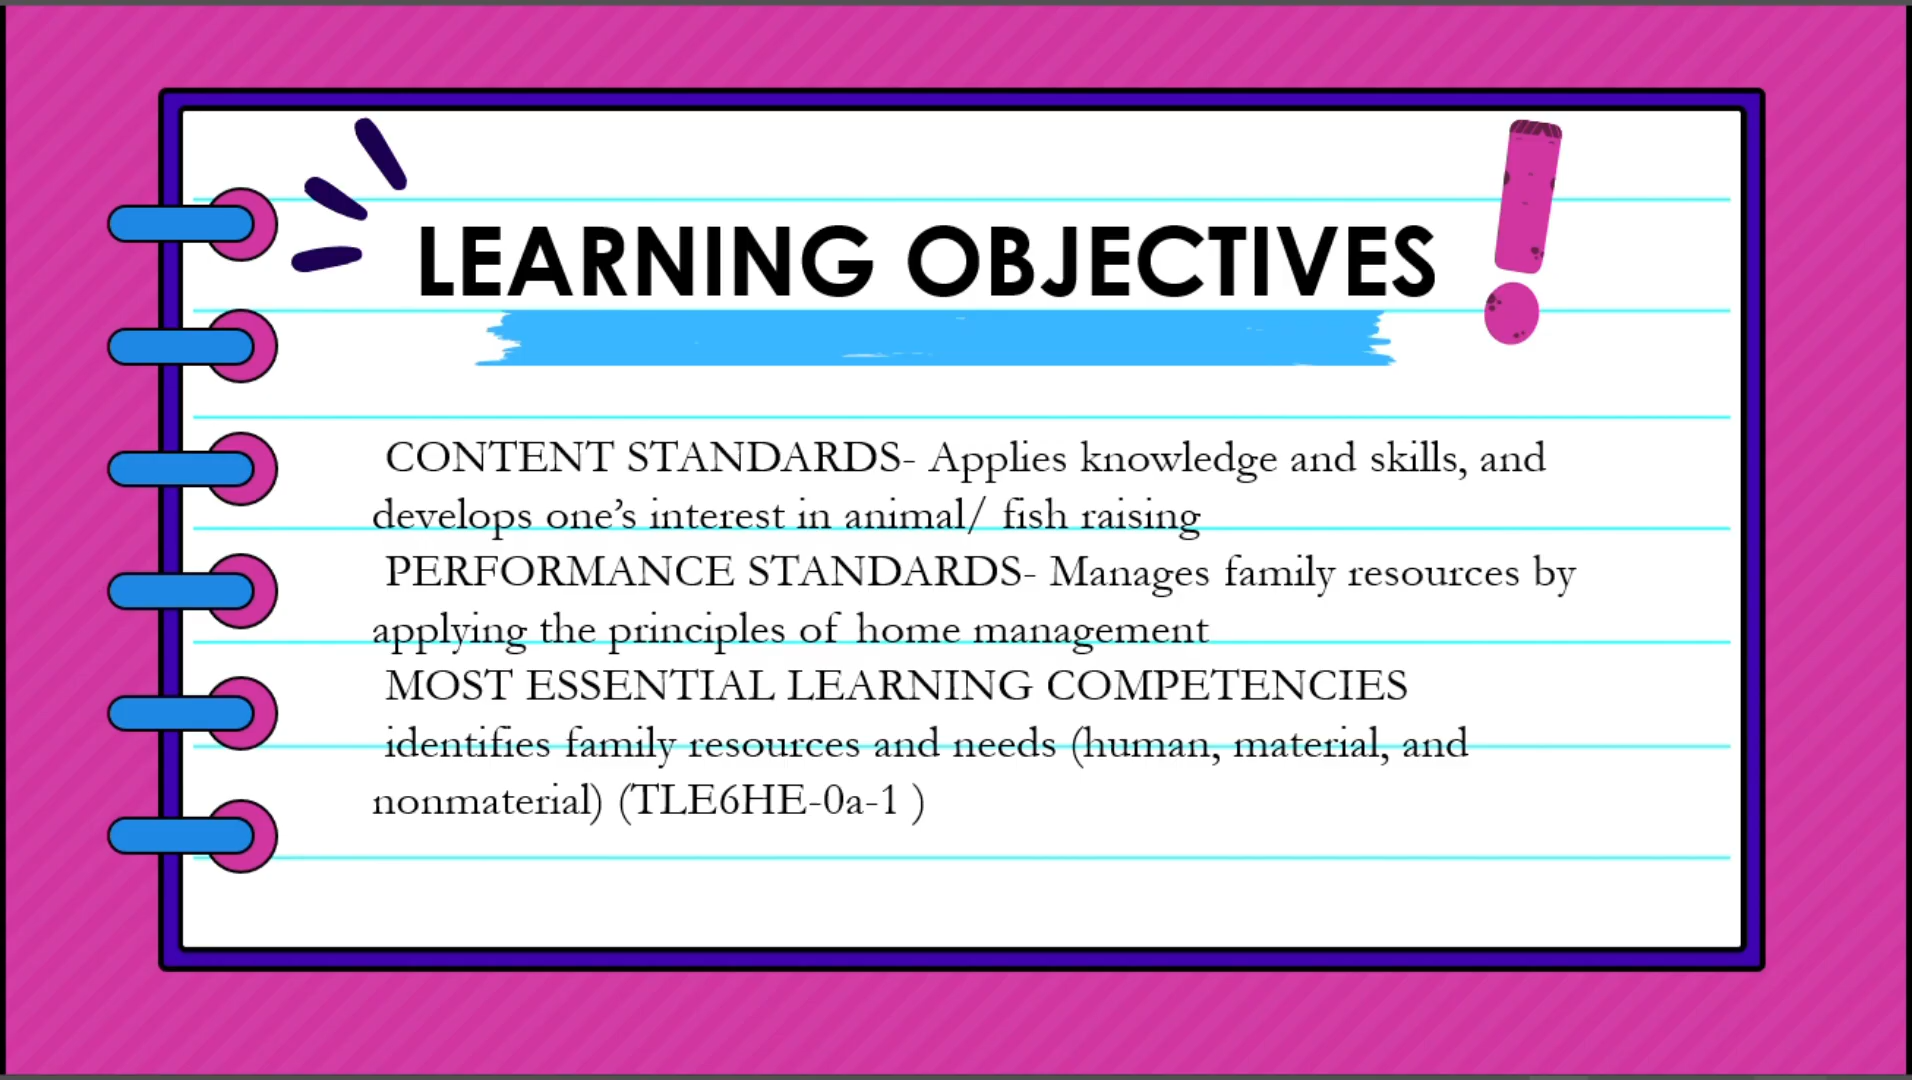 LEARNING OBJECTIVES
CONTENT STANDARDS- Applies knowledge and skills, and
develops one’s interest in animal/ fish raising
PERFORMANCE STANDARDS- Manages family resources by
applying the principles of home management
MOST ESSENTIAL LEARNING COMPETENCIES
identifies family resources and needs (human, material, and
nonmaterial) (TLE6HE-0a-1 )